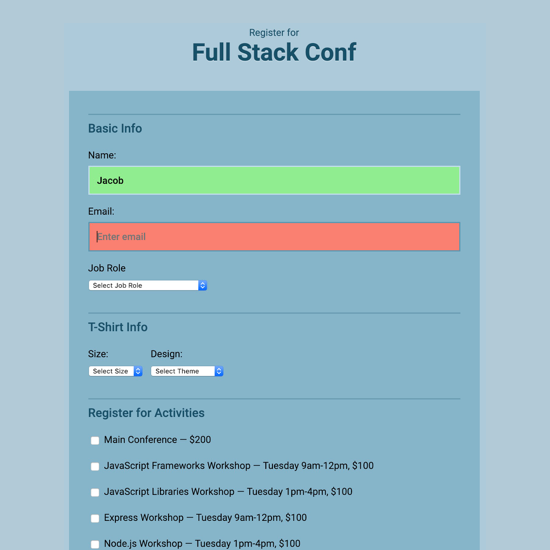 Register for
Full Stack Conf
Basic Info
Name:
Jacob
Email:
Enter email
Job Role
Select Job Role
T-Shirt Info
Size: Design:
Select Size Select Theme
Register for Activities
Main Conference — $200
JavaScript Frameworks Workshop — Tuesday 9am-12pm, $100
JavaScript Libraries Workshop — Tuesday 1pm-4pm, $100
Express Workshop — Tuesday 9am-12pm, $100
Node.js Workshop — Tuesday 1pm-4pm, $100